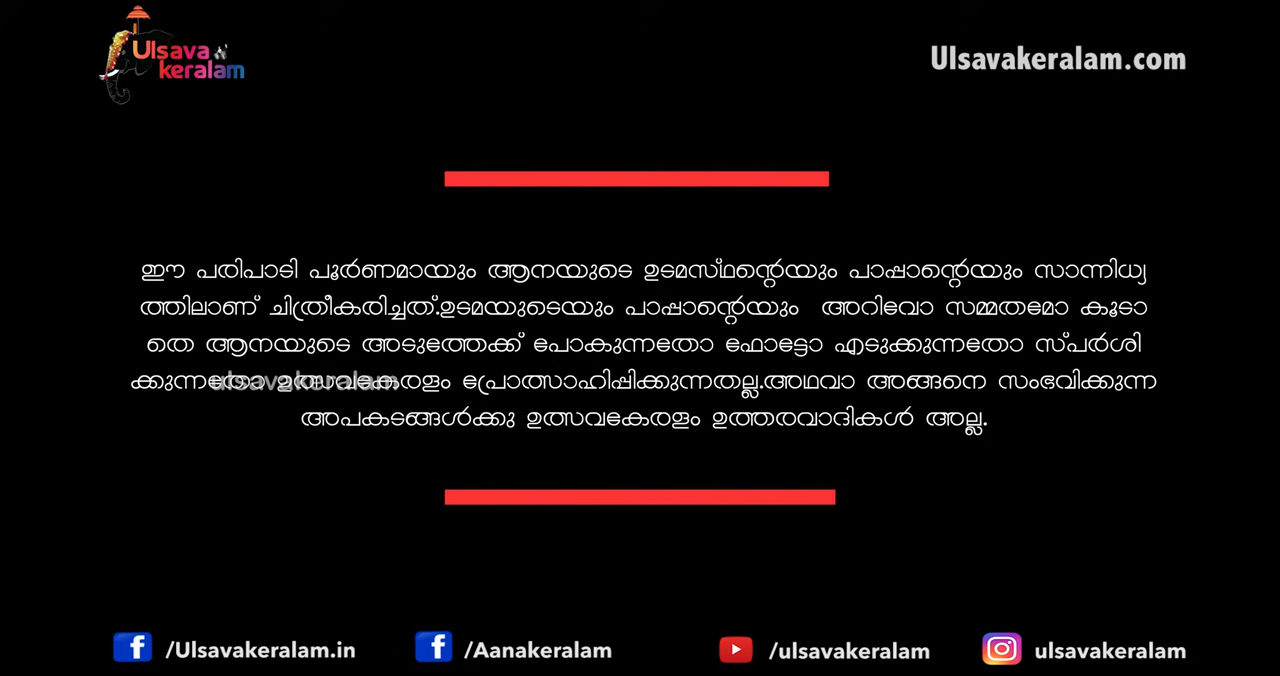 Ulsava
keralam
Ulsavakeralam.com
ഈ പരിപാടി പൂർണമായും ആനയുടെ ഉടമസ്ഥന്റെയും പാപ്പാന്റെയും സാന്നിധ്യ
ത്തിലാണ് ചിത്രീകരിച്ചത്.ഉടമയുടെയും പാപ്പാന്റെയും അറിവോ സമ്മതമോ കൂടാ
തെ ആനയുടെ അടുത്തേക്ക് പോകുന്നതോ ഫോട്ടോ എടുക്കുന്നതോ സ്പർശി
ക്കുന്നതോ ഉത്സവകേരളം പ്രോത്സാഹിപ്പിക്കുന്നതല്ല.അഥവാ അങ്ങനെ സംഭവിക്കുന്ന
ulsavakeralam
അപകടങ്ങൾക്കു ഉത്സവകേരളം ഉത്തരവാദികൾ അല്ല.
/Ulsavakeralam.in
/Aanakeralam
/ulsavakeralam
ulsavakeralam